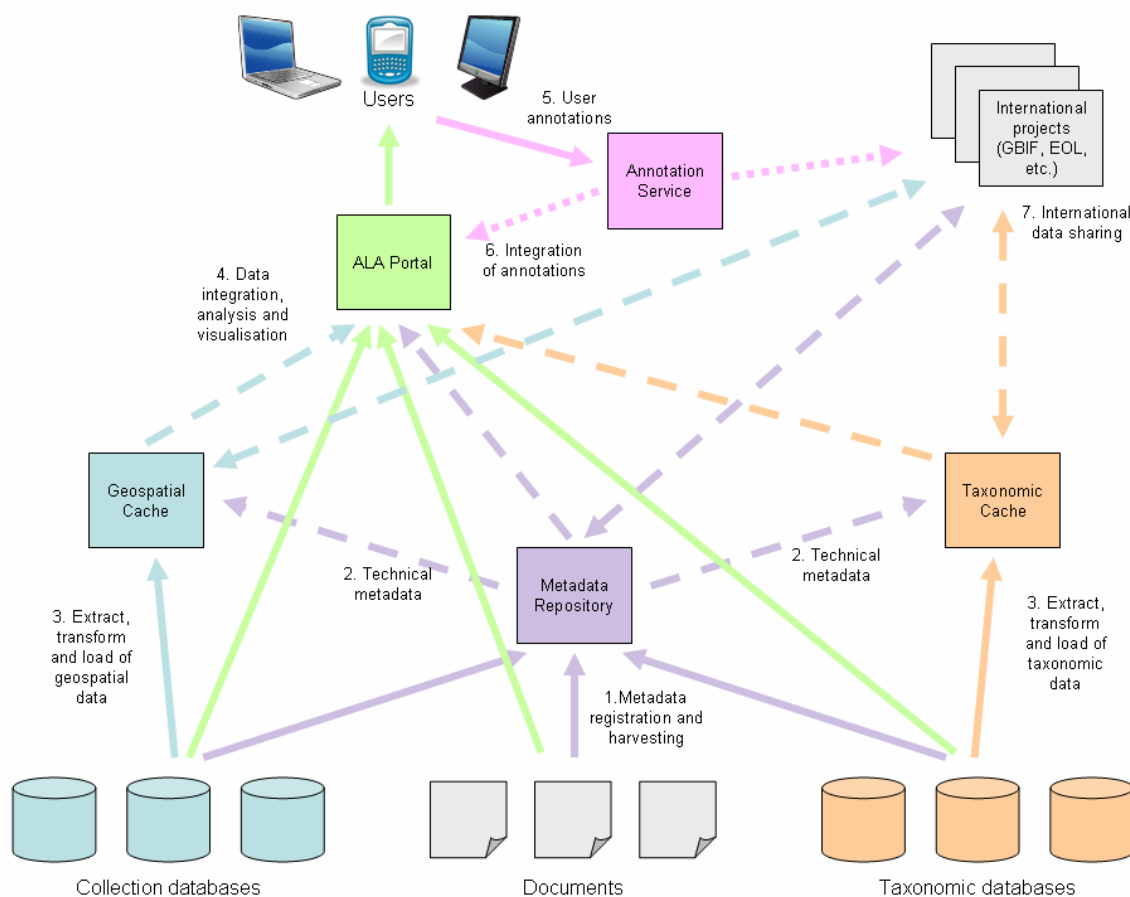 Users
5. User
annotations
International
projects
(GBIF, EOL,
etc.)
Annotation
Service
7. International
data sharing
ALA Portal
6. Integration
of annotations
4. Data
integration,
analysis and
visualisation
Geospatial
Cache
Taxonomic
Cache
2. Technical
metadata
Metadata
Repository
2. Technical
metadata
3. Extract,
transform
and load of
geospatial
data
3. Extract,
transform
and load of
taxonomic
data
1.Metadata
registration and
harvesting
Collection databases
Documents
Taxonomic databases